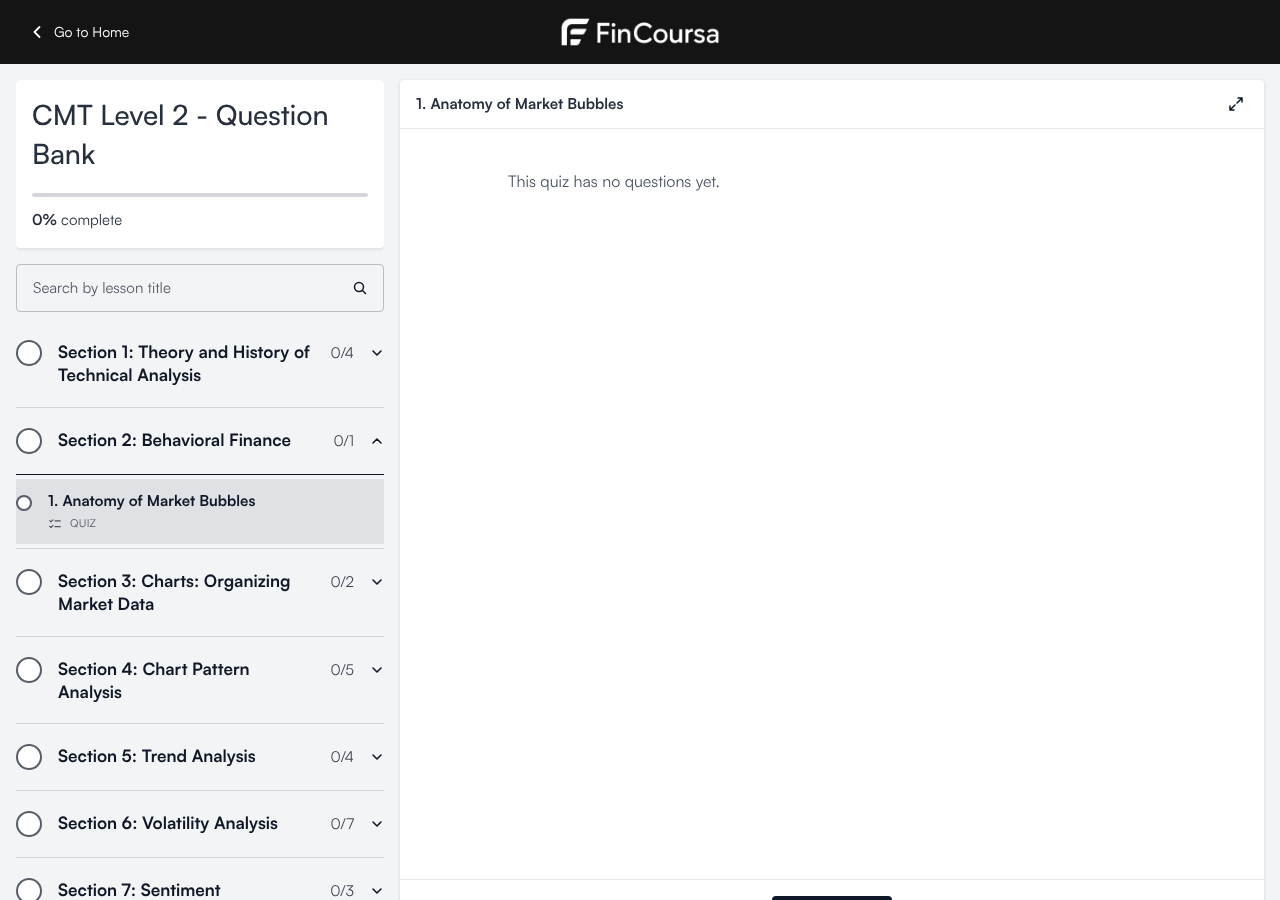 Go to Home
FinCoursa
CMT Level 2 - Question
Bank
0% complete
Search by lesson title
Section 1: Theory and History of
Technical Analysis
0/4
Section 2: Behavioral Finance
0/1
1. Anatomy of Market Bubbles
QUIZ
Section 3: Charts: Organizing
Market Data
0/2
Section 4: Chart Pattern
Analysis
0/5
Section 5: Trend Analysis
0/4
Section 6: Volatility Analysis
0/7
Section 7: Sentiment
0/3
1. Anatomy of Market Bubbles
This quiz has no questions yet.